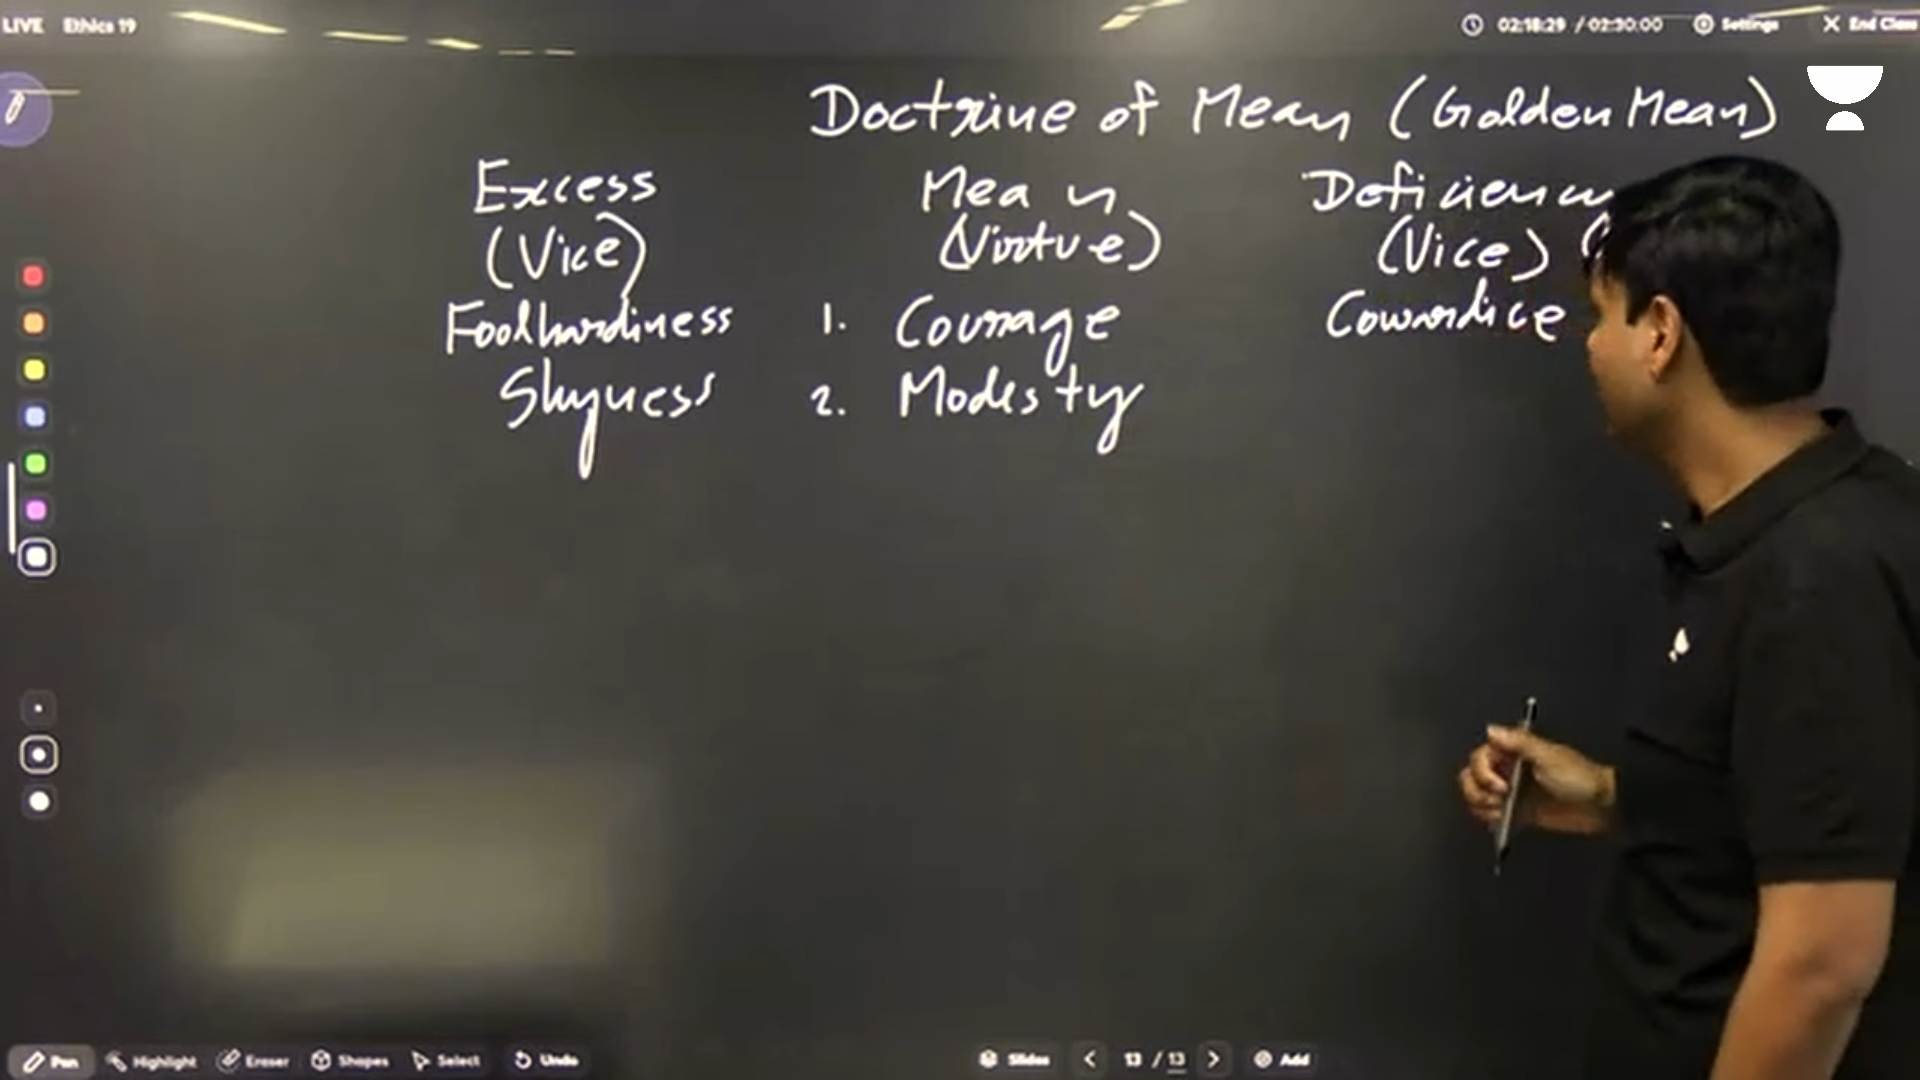 LIVE Ethics 19 02:18:29 / 02:30:00 Settings End Class
Doctrine of Mean (Golden Mean)
Excess Mean Deficiency
(Vice) (Virtue) (Vice) (
Foolhardiness 1. Courage Cowardice
Shyness 2. Modesty
Pen Highlight Eraser Shapes Select Undo Slides 13 / 13 Add